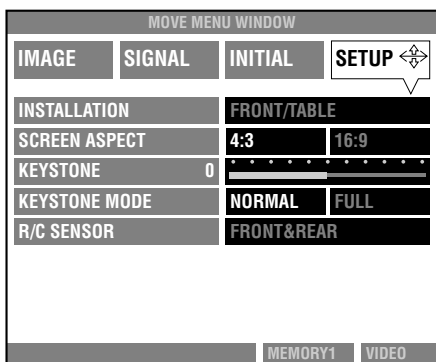 MOVE MENU WINDOW
IMAGE SIGNAL INITIAL SETUP
INSTALLATION FRONT/TABLE
SCREEN ASPECT 4:3 16:9
KEYSTONE 0
KEYSTONE MODE NORMAL FULL
R/C SENSOR FRONT&REAR
MEMORY1 VIDEO